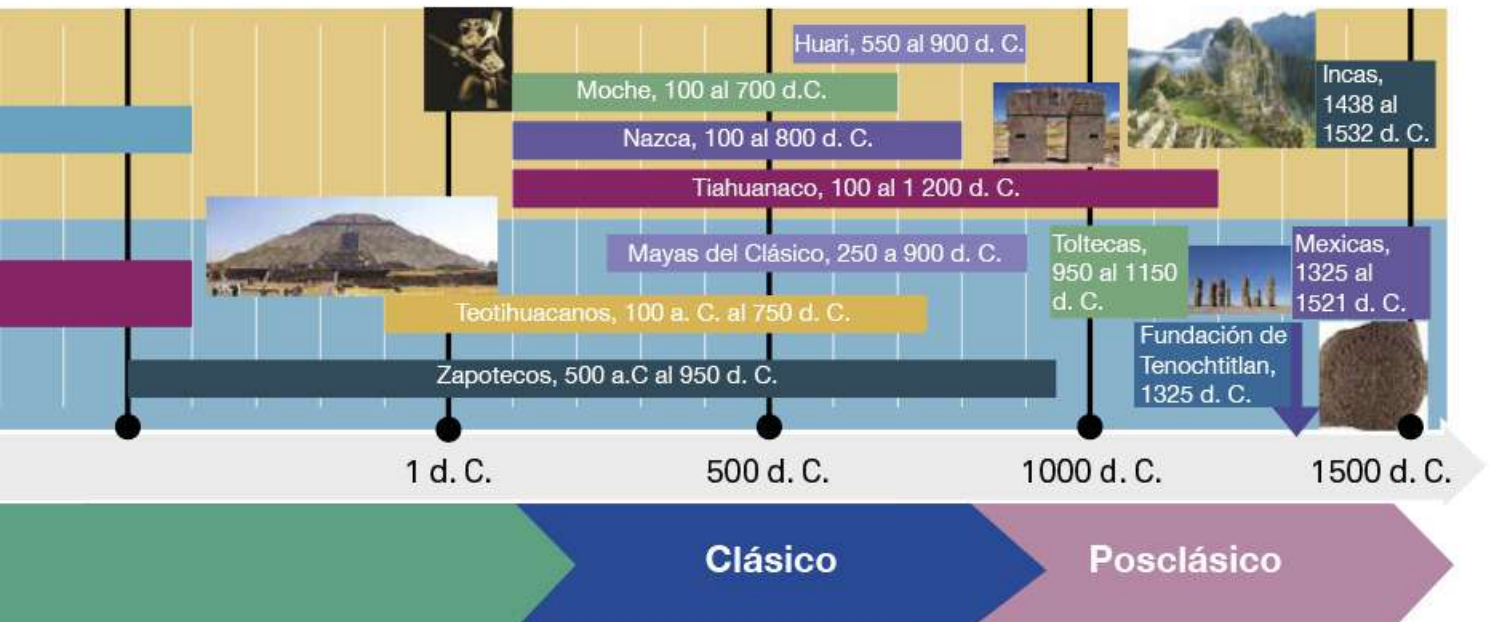 Huari, 550 al 900 d. C.
Moche, 100 al 700 d.C.
Nazca, 100 al 800 d. C.
Tiahuanaco, 100 al 1 200 d. C.
Incas,
1438 al
1532 d. C.
Mayas del Clásico, 250 a 900 d. C.
Teotihuacanos, 100 a. C. al 750 d. C.
Zapotecos, 500 a.C al 950 d. C.
Toltecas,
950 al 1150
d. C.
Mexicas,
1325 al
1521 d. C.
Fundación de
Tenochtitlan,
1325 d. C.
1 d. C.
500 d. C.
1000 d. C.
1500 d. C.
Clásico
Posclásico